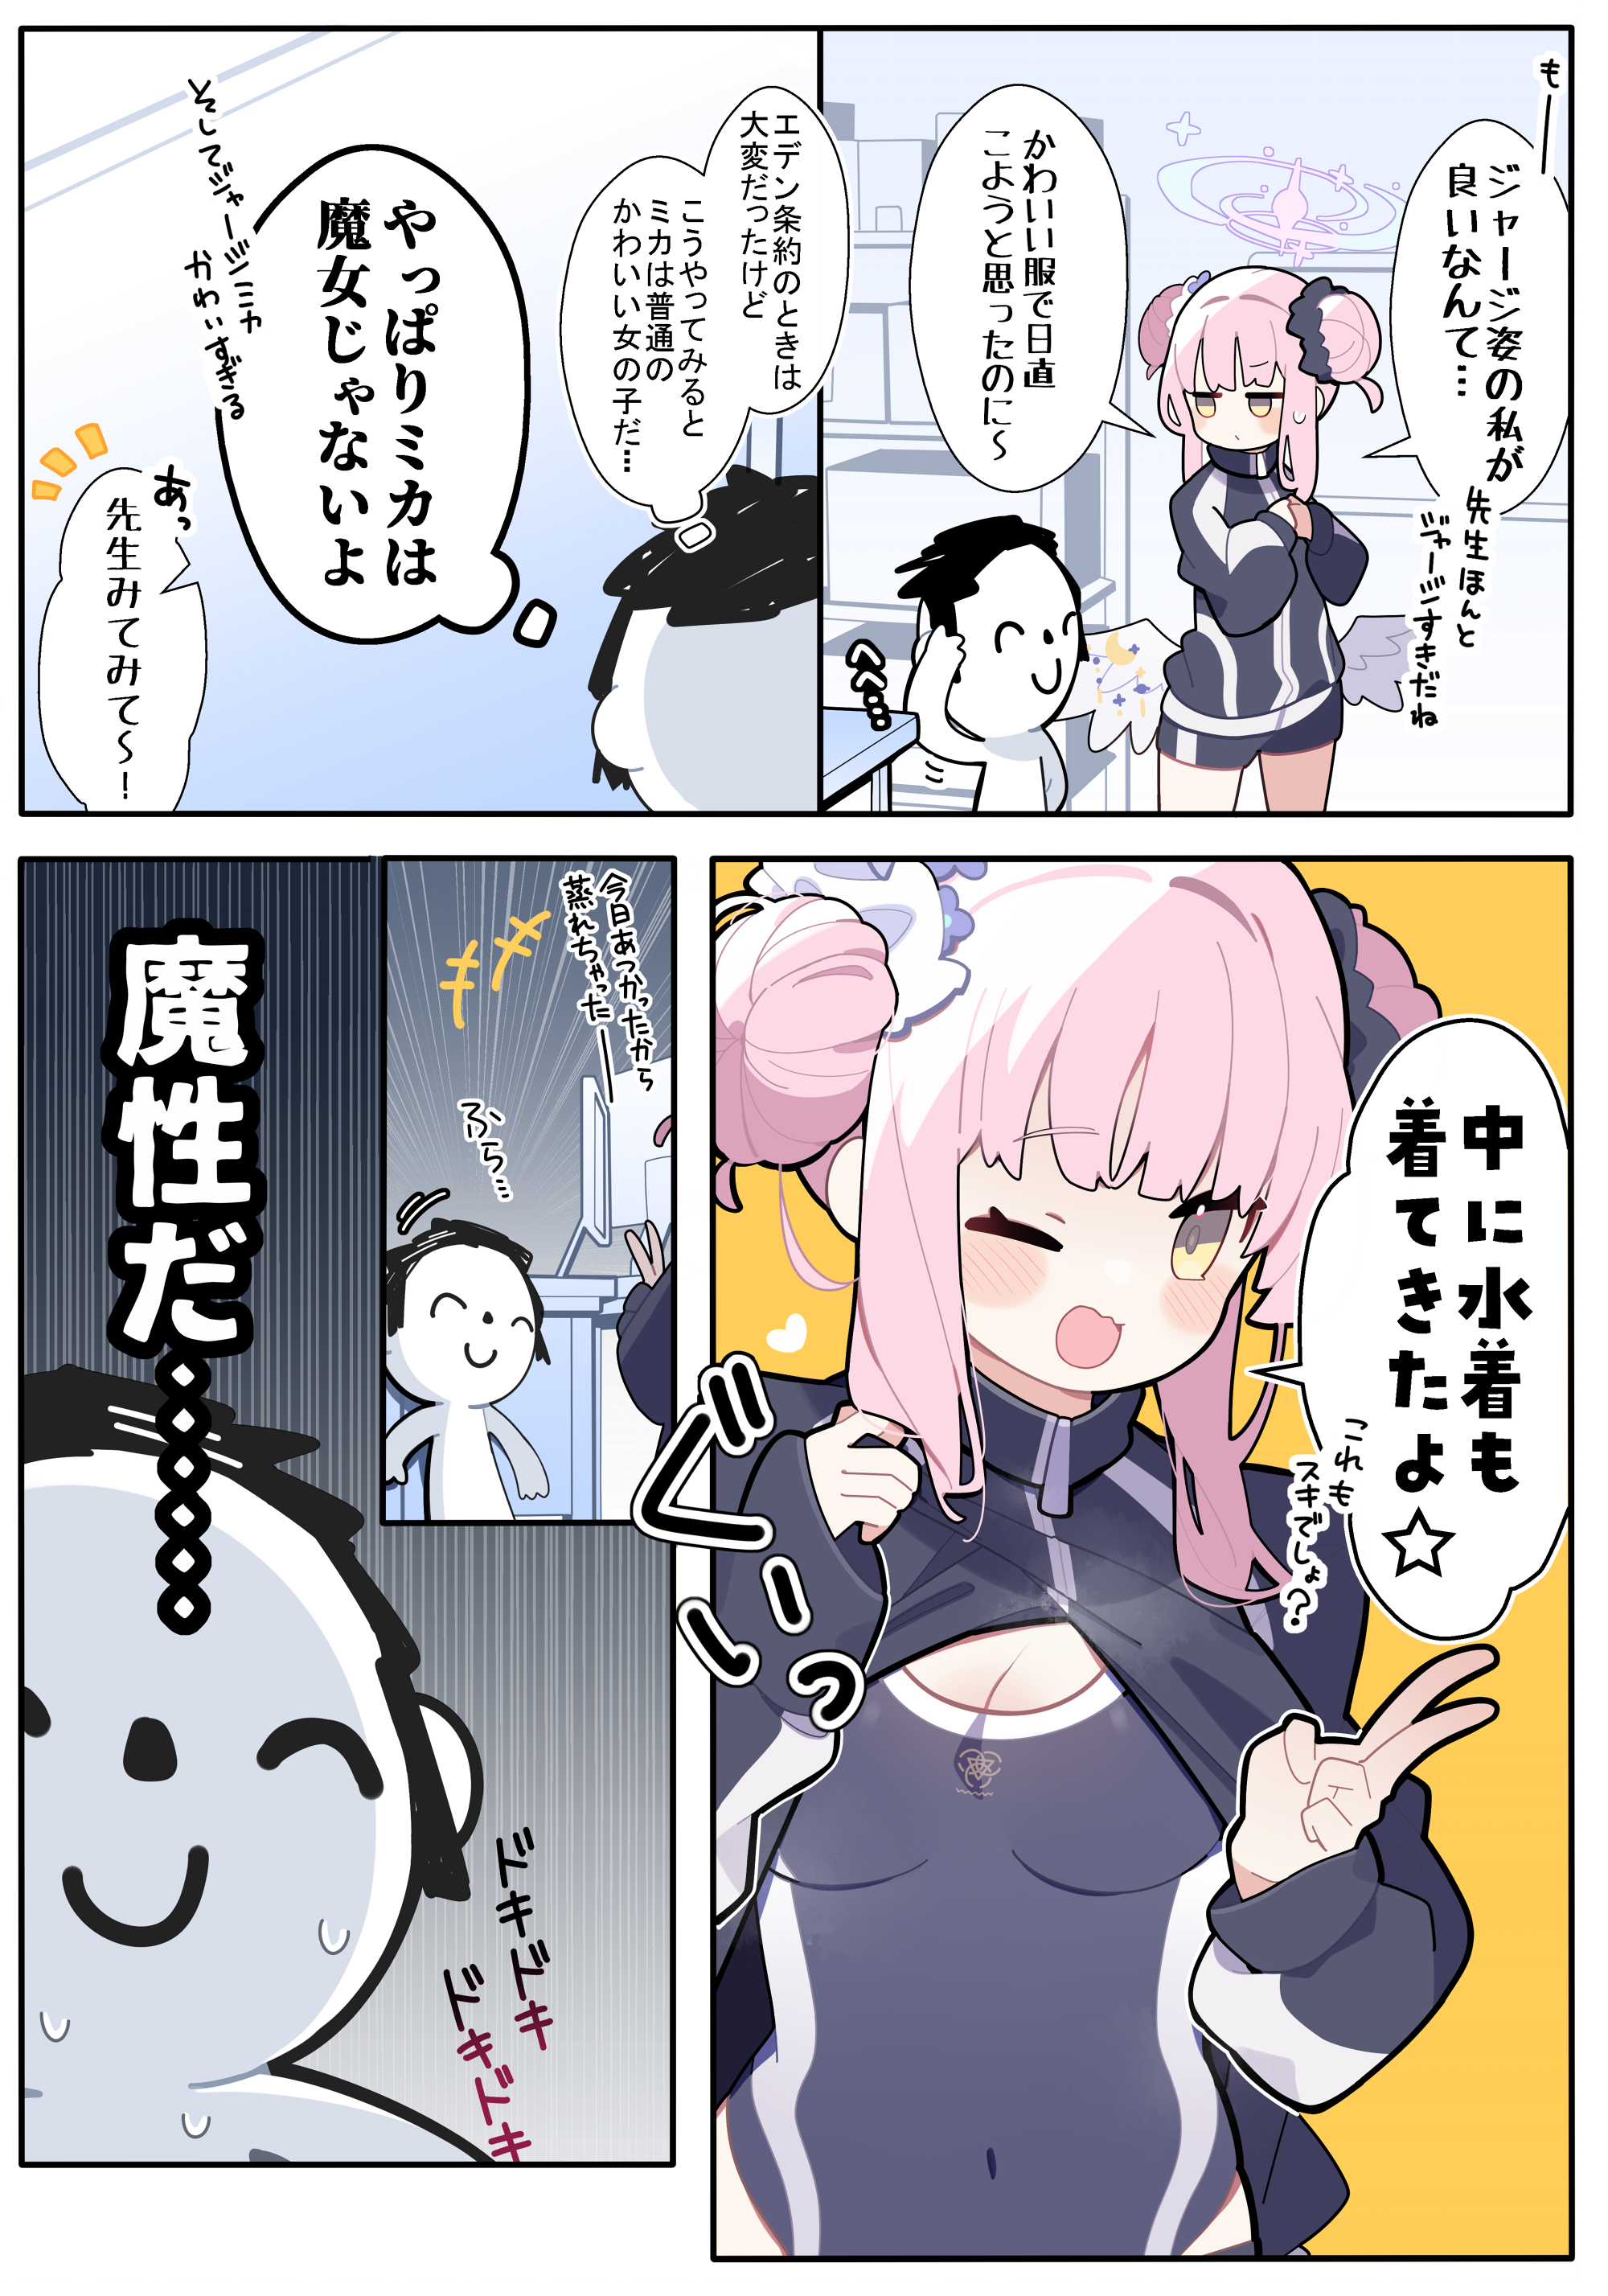 もー
ジャージ姿の私が
良いなんて…
先生ほんと
ジャージすきだね
かわいい服で日直
こようと思ったのに～
へへ…
エデン条約のときは
大変だったけど
こうやってみると
ミカは普通の
かわいい女の子だ…
やっぱりミカは
魔女じゃないよ
そしてジャージミカ
かわいすぎる
あっ
先生みてみて～！
中に水着も
着てきたよ☆
これも
スキでしょ？
ぐいっ
今日あつかったから
蒸れちゃったー
ふら…
魔性だ………
ドキドキ
ドキドキ